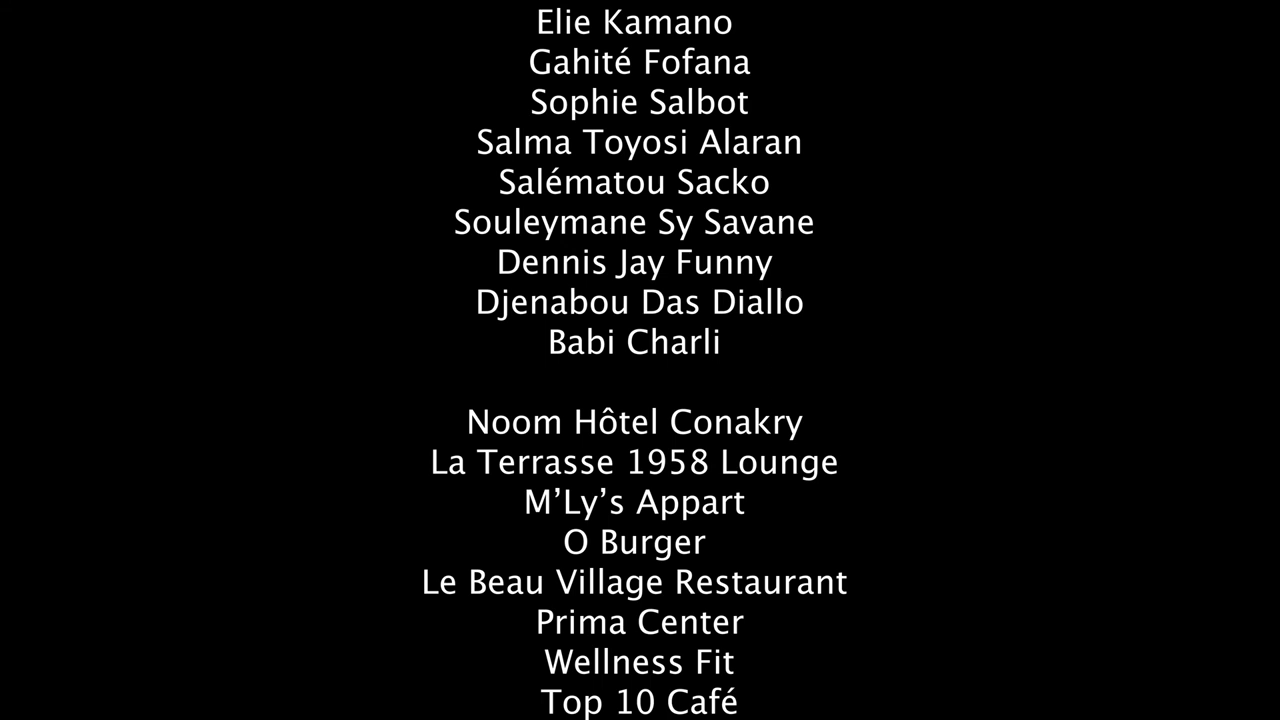 Elie Kamano
Gahité Fofana
Sophie Salbot
Salma Toyosi Alaran
Salématou Sacko
Souleymane Sy Savane
Dennis Jay Funny
Djenabou Das Diallo
Babi Charli
Noom Hôtel Conakry
La Terrasse 1958 Lounge
M’Ly’s Appart
O Burger
Le Beau Village Restaurant
Prima Center
Wellness Fit
Top 10 Café